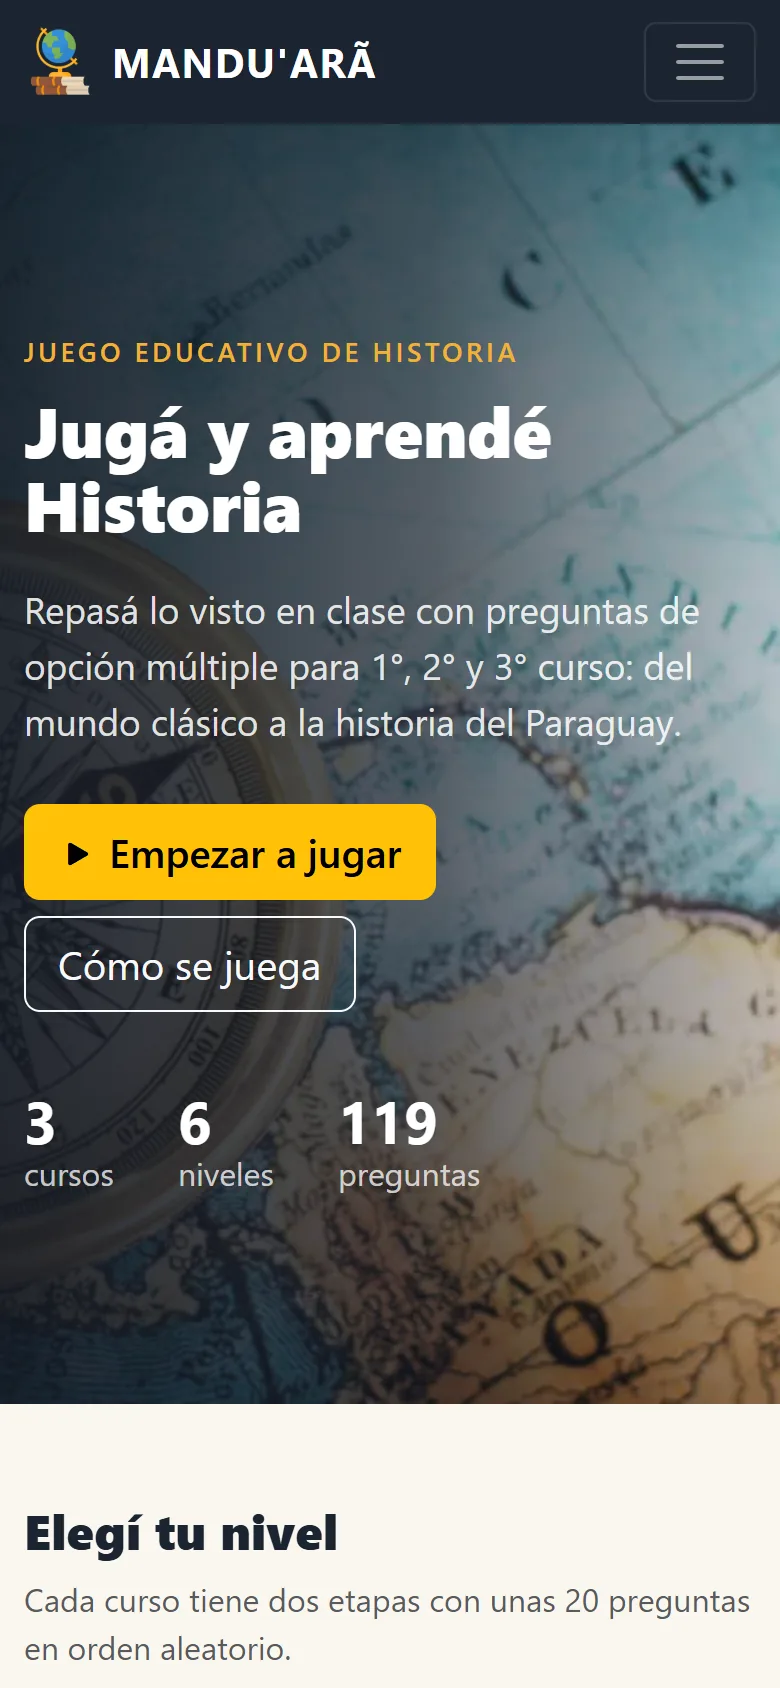 MANDU'ARÃ
C E
JUEGO EDUCATIVO DE HISTORIA
Jugá y aprendé
Historia
Repasá lo visto en clase con preguntas de
opción múltiple para 1°, 2° y 3° curso: del
mundo clásico a la historia del Paraguay.
Empezar a jugar
Cómo se juega
3 6 119
cursos niveles preguntas
U
Q
Elegí tu nivel
Cada curso tiene dos etapas con unas 20 preguntas
en orden aleatorio.